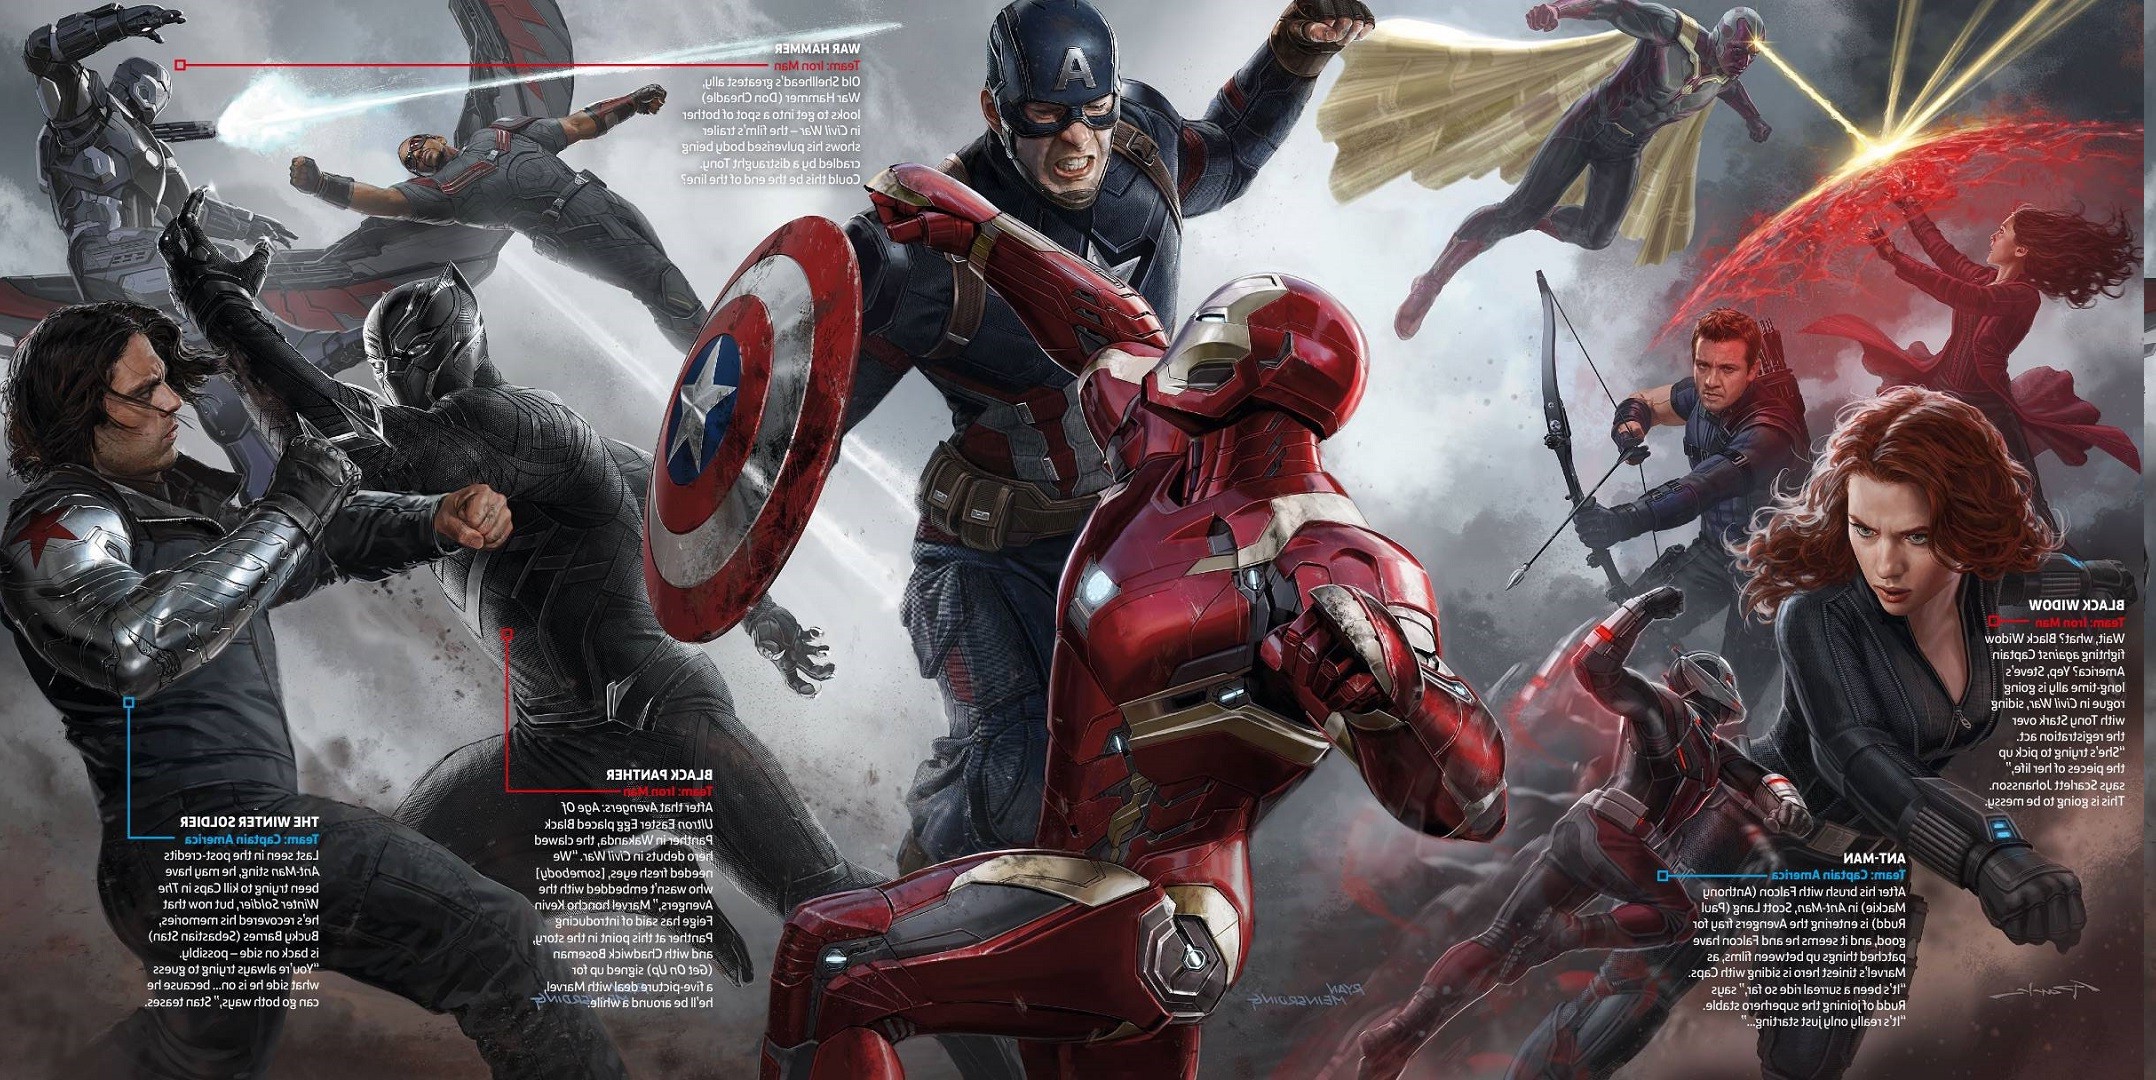 WAR HAMMER
Team: Iron Man
Old Shellhead's greatest ally,
War Hammer (Don Cheadle)
looks to get into a spot of bother
in Civil War – the film's trailer
shows his pulverised body being
cradled by a distraught Tony.
Could this be the end of the line?
A
BLACK WIDOW
Team: Iron Man
Wait, what? Black Widow
fighting against Captain
America? Yep, Steve's
long-time ally is going
rogue in Civil War, siding
with Tony Stark over
the registration act.
"She's trying to pick up
the pieces of her life,"
says Scarlett Johansson.
This is going to be messy.
BLACK PANTHER
Team: Iron Man
After that Avengers: Age Of
Ultron Easter Egg placed Black
Panther in Wakanda, the clawed
hero debuts in Civil War. "We
needed fresh eyes, [somebody]
who wasn't embedded with the
Avengers," Marvel honcho Kevin
Feige has said of introducing
Panther at this point in the story,
and with Chadwick Boseman
(Get On Up) signed up for
a five-picture deal with Marvel,
he'll be around awhile.
THE WINTER SOLDIER
Team: Captain America
Last seen in the post-credits
Ant-Man sting, he may have
been trying to kill Caps in The
Winter Soldier, but now that
he's recovered his memories,
Bucky Barnes (Sebastian Stan)
is back on side – possibly.
"You're always trying to guess
what side he is on... because he
can go both ways," Stan teases.
ANT-MAN
Team: Captain America
After his brush with Falcon (Anthony
Mackie) in Ant-Man, Scott Lang (Paul
Rudd) is entering the Avengers fray for
good, and it seems he and Falcon have
patched things up between films, as
Marvel's tiniest hero is siding with Caps.
"It's been a surreal ride so far," says
Rudd of joining the superhero stable.
"It's really only just starting..."
RYAN
MEINERDING